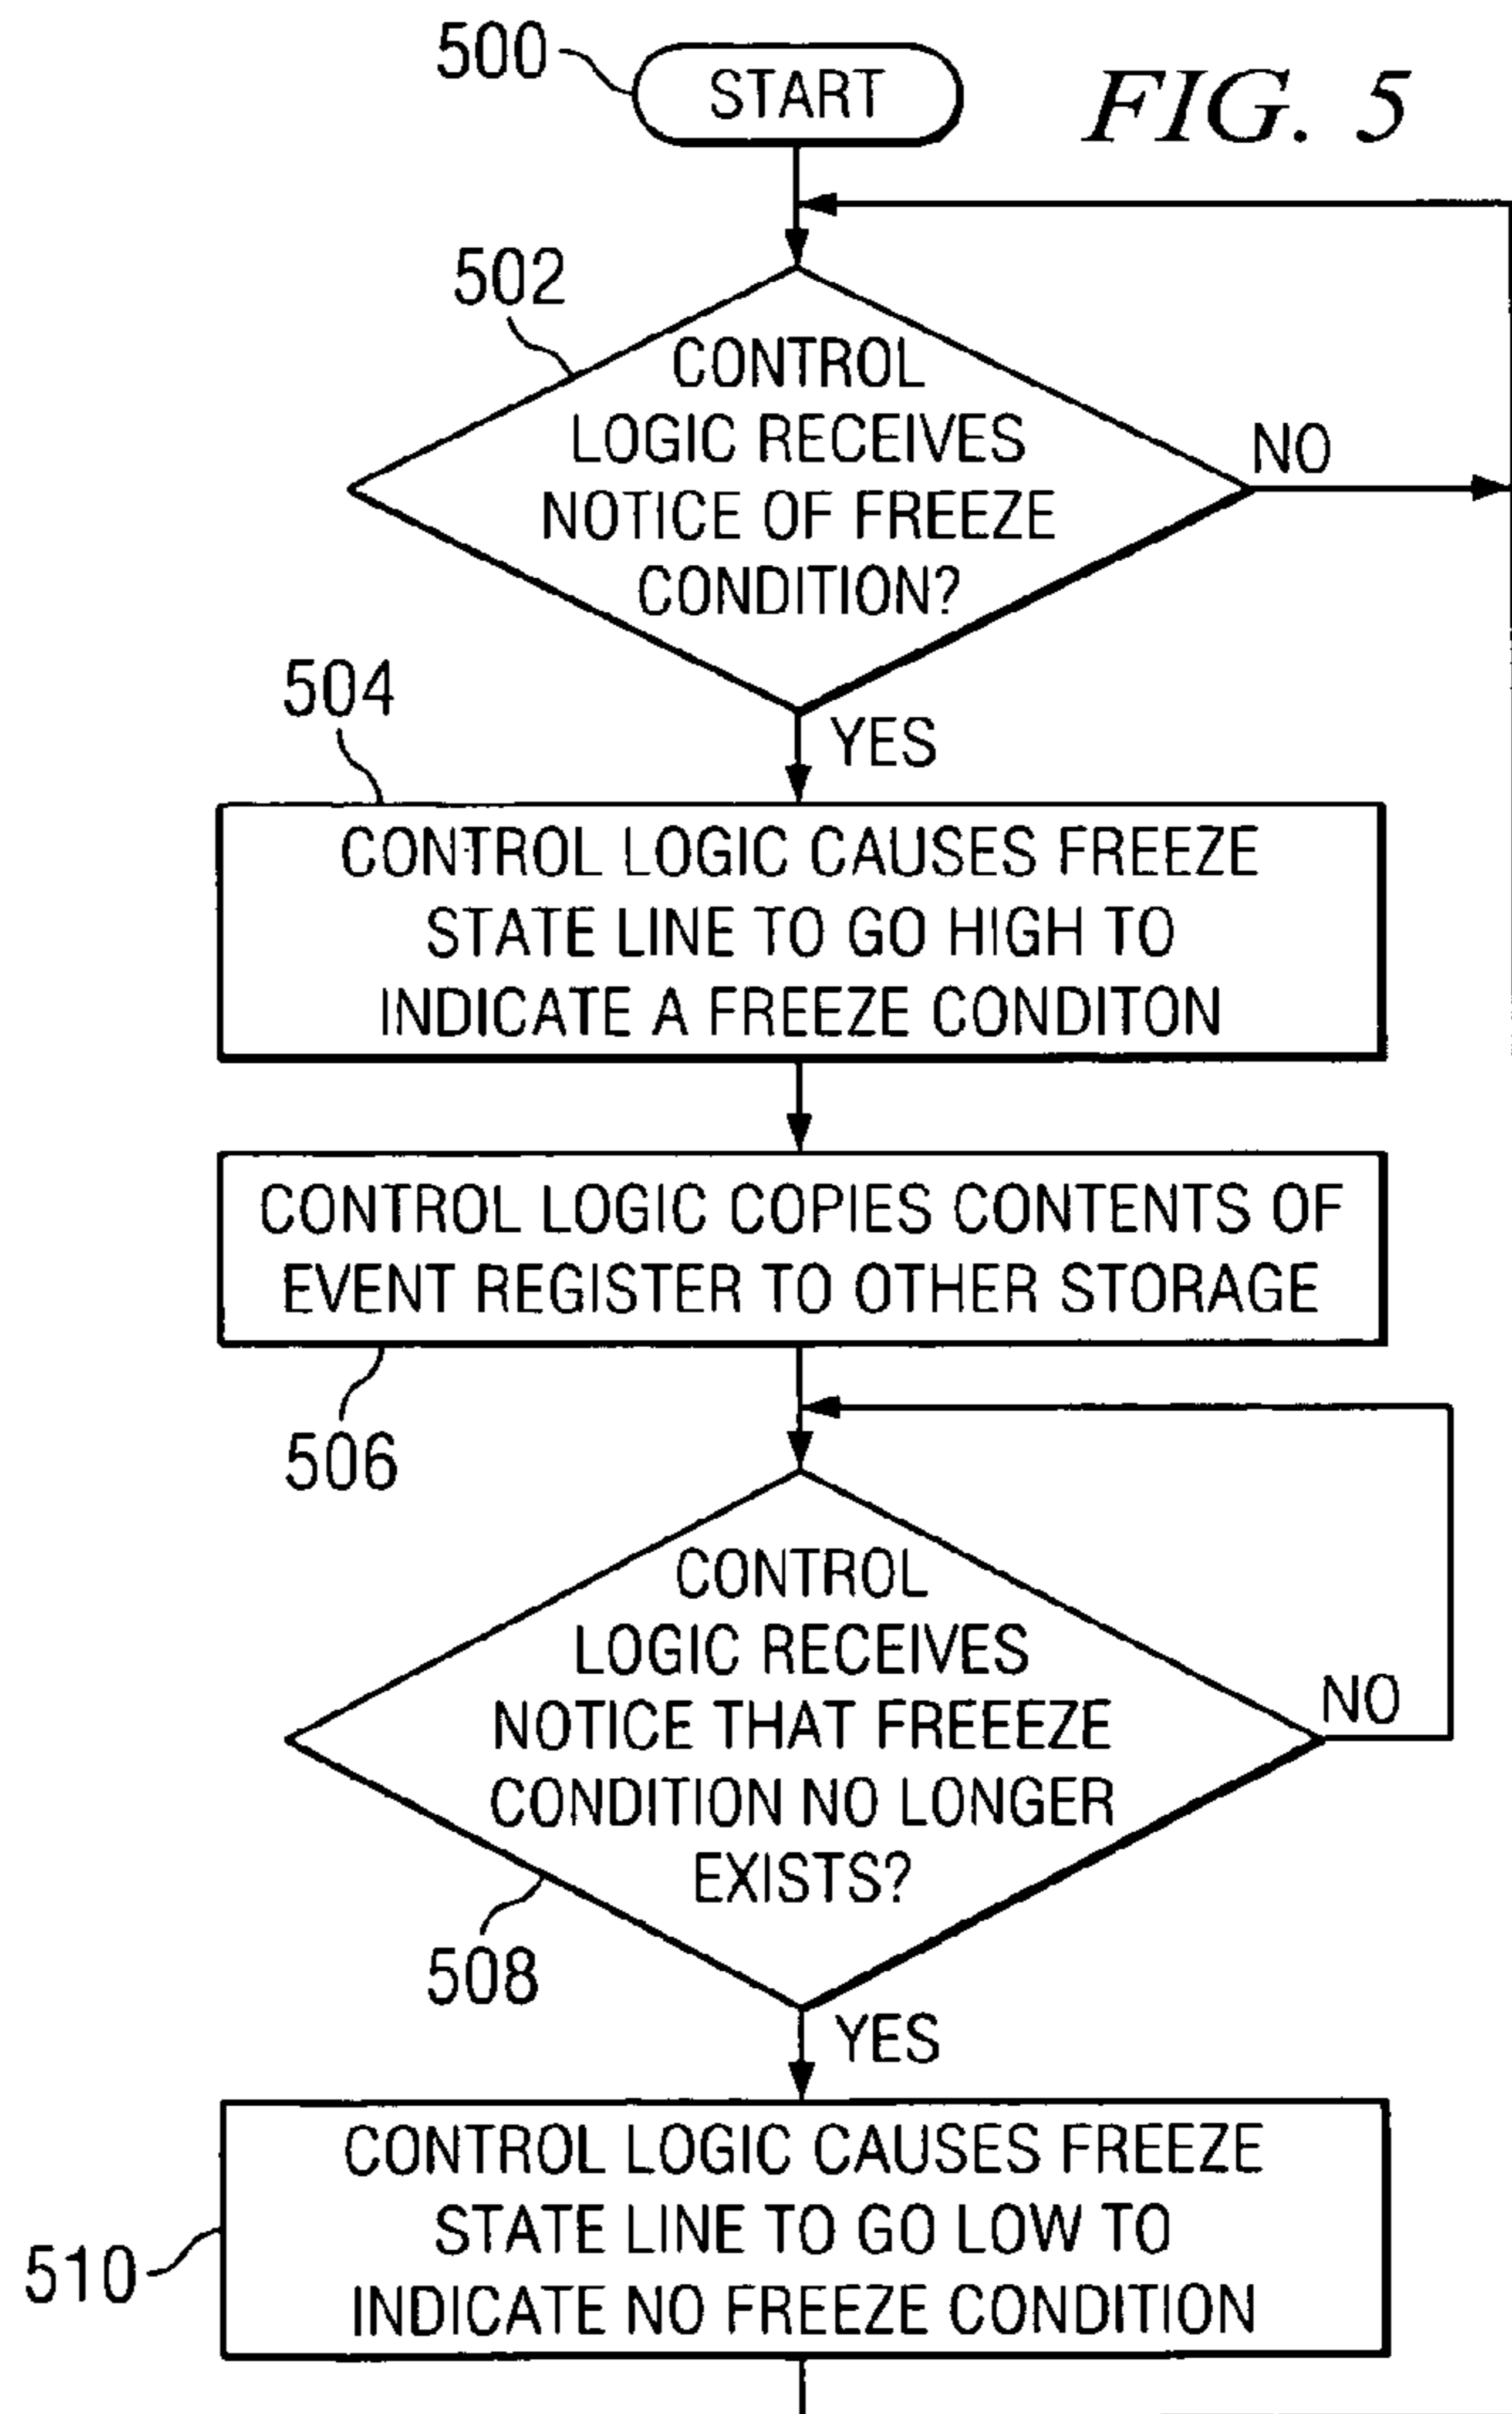 500
START
FIG. 5
502
CONTROL
LOGIC RECEIVES
NOTICE OF FREEZE
CONDITION?
NO
YES
504
CONTROL LOGIC CAUSES FREEZE
STATE LINE TO GO HIGH TO
INDICATE A FREEZE CONDITON
CONTROL LOGIC COPIES CONTENTS OF
EVENT REGISTER TO OTHER STORAGE
506
CONTROL
LOGIC RECEIVES
NOTICE THAT FREEEZE
CONDITION NO LONGER
EXISTS?
NO
508
YES
CONTROL LOGIC CAUSES FREEZE
STATE LINE TO GO LOW TO
INDICATE NO FREEZE CONDITION
510